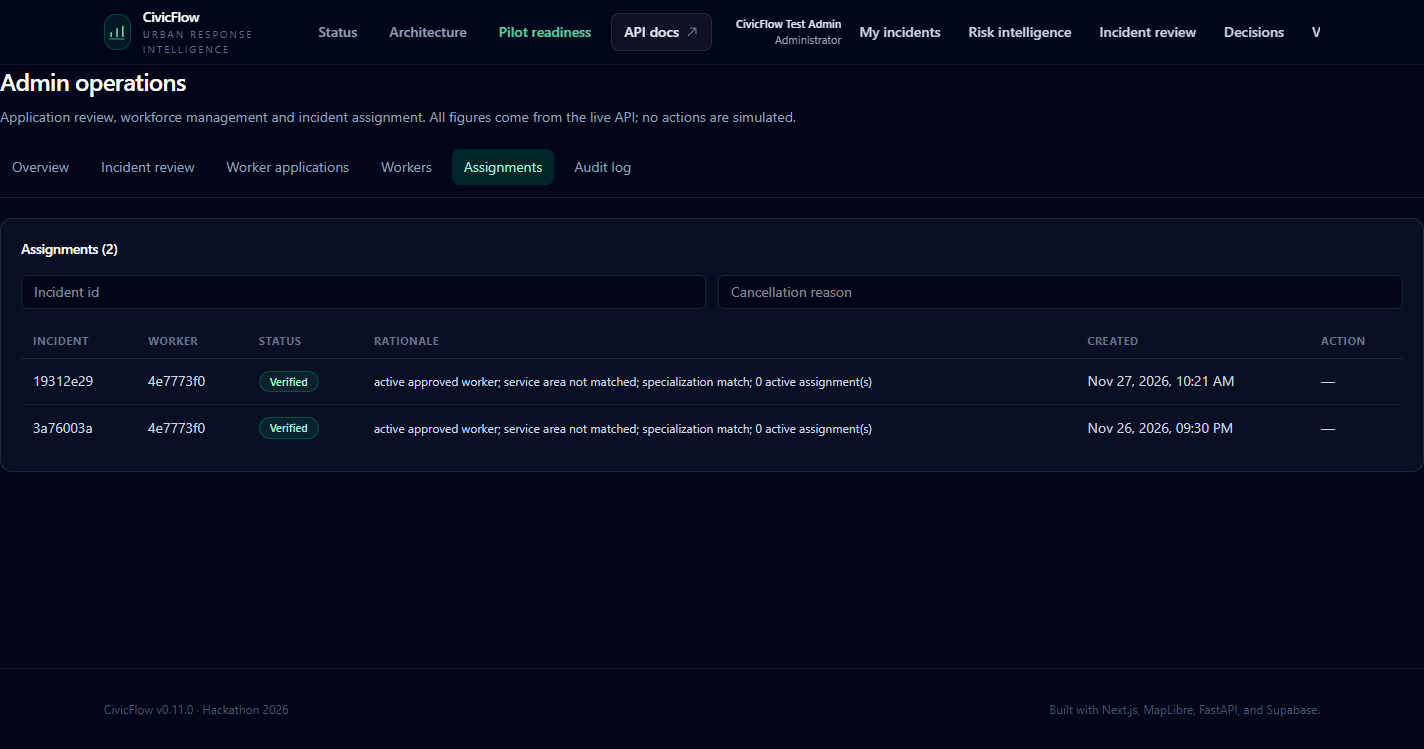 CivicFlow
URBAN RESPONSE
INTELLIGENCE
Status
Architecture
Pilot readiness
API docs ↗
CivicFlow Test Admin
Administrator
My incidents
Risk intelligence
Incident review
Decisions
V
Admin operations
Application review, workforce management and incident assignment. All figures come from the live API; no actions are simulated.
Overview
Incident review
Worker applications
Workers
Assignments
Audit log
Assignments (2)
Incident id
Cancellation reason
INCIDENT WORKER STATUS RATIONALE CREATED ACTION
19312e29 4e7773f0 Verified active approved worker; service area not matched; specialization match; 0 active assignment(s) Nov 27, 2026, 10:21 AM —
3a76003a 4e7773f0 Verified active approved worker; service area not matched; specialization match; 0 active assignment(s) Nov 26, 2026, 09:30 PM —
CivicFlow v0.11.0 · Hackathon 2026
Built with Next.js, MapLibre, FastAPI, and Supabase.